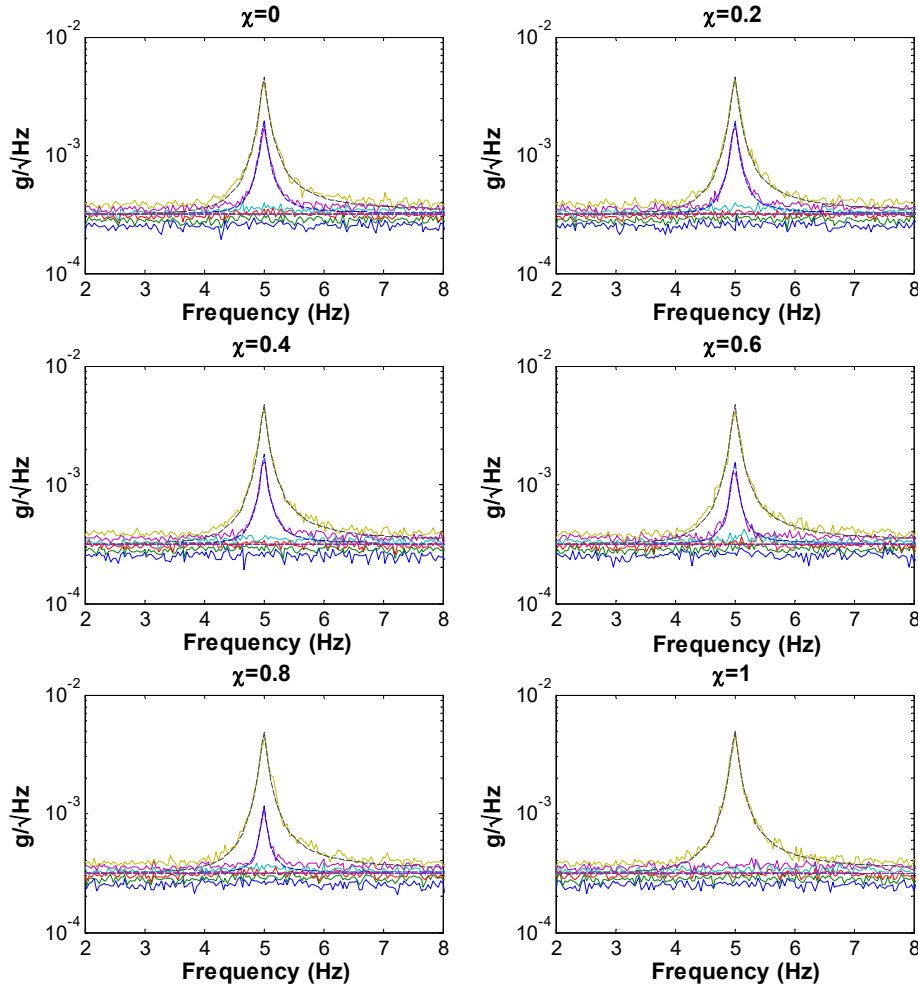 χ=0
χ=0.2
10^-2
10^-3
10^-4
g/√Hz
2 3 4 5 6 7 8
Frequency (Hz)
10^-2
10^-3
10^-4
g/√Hz
2 3 4 5 6 7 8
Frequency (Hz)
χ=0.4
χ=0.6
10^-2
10^-3
10^-4
g/√Hz
2 3 4 5 6 7 8
Frequency (Hz)
10^-2
10^-3
10^-4
g/√Hz
2 3 4 5 6 7 8
Frequency (Hz)
χ=0.8
χ=1
10^-2
10^-3
10^-4
g/√Hz
2 3 4 5 6 7 8
Frequency (Hz)
10^-2
10^-3
10^-4
g/√Hz
2 3 4 5 6 7 8
Frequency (Hz)